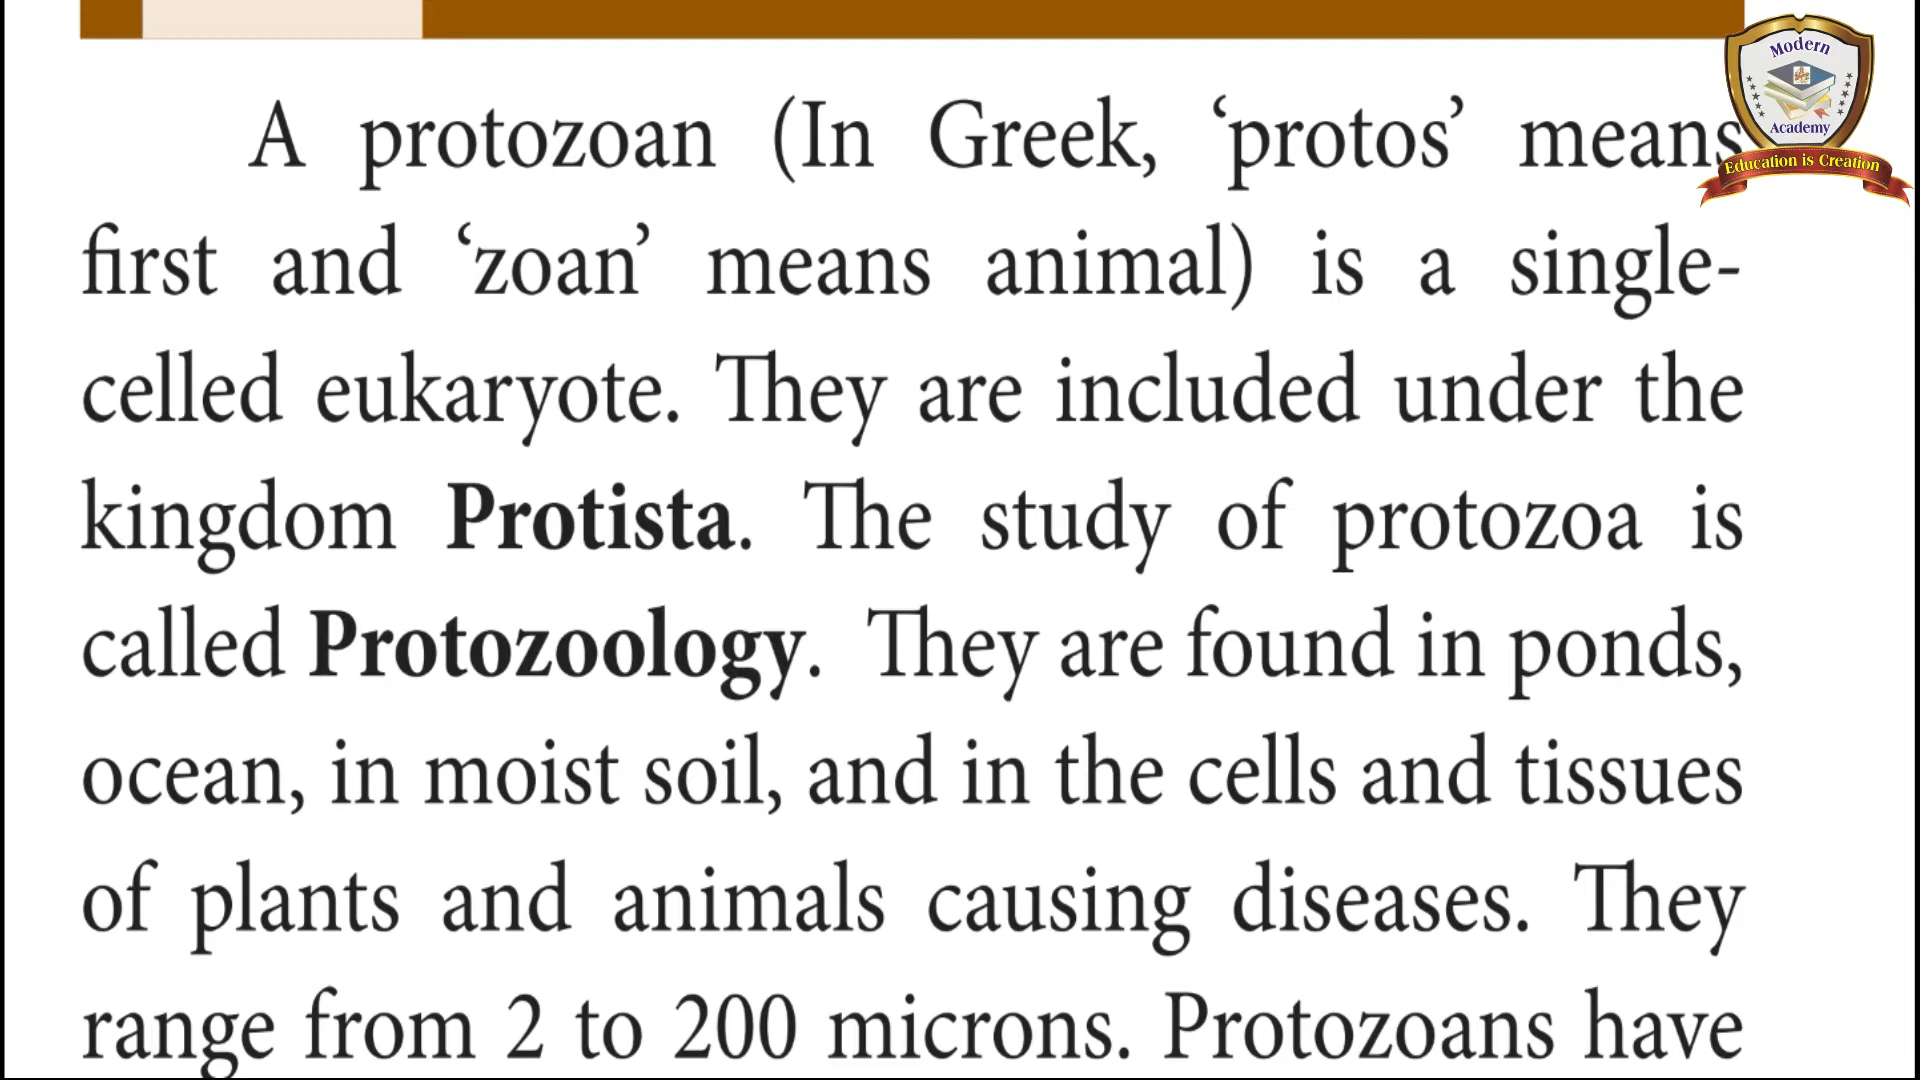 A protozoan (In Greek, ‘protos’ means
first and ‘zoan’ means animal) is a single-
celled eukaryote. They are included under the
kingdom Protista. The study of protozoa is
called Protozoology. They are found in ponds,
ocean, in moist soil, and in the cells and tissues
of plants and animals causing diseases. They
range from 2 to 200 microns. Protozoans have
Modern
Academy
Education is Creation